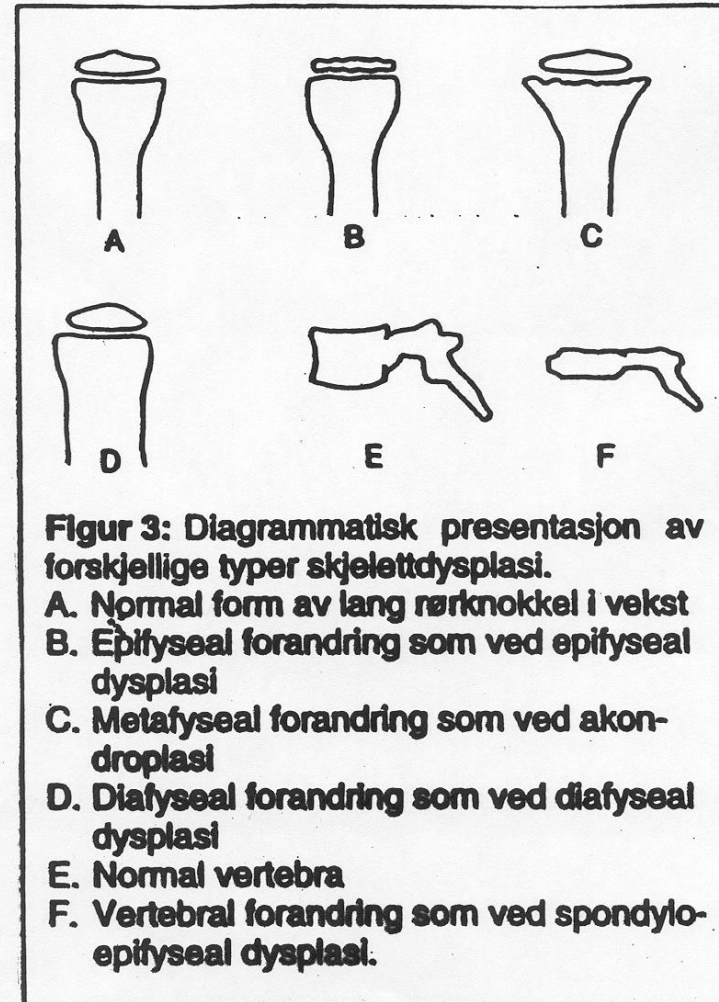 A B C
D E F
Figur 3: Diagrammatisk presentasjon av
forskjellige typer skjelettdysplasi.
A. Normal form av lang rørknokkel i vekst
B. Epifyseal forandring som ved epifyseal
dysplasi
C. Metafyseal forandring som ved akon-
droplasi
D. Diafyseal forandring som ved diafyseal
dysplasi
E. Normal vertebra
F. Vertebral forandring som ved spondylo-
epifyseal dysplasi.